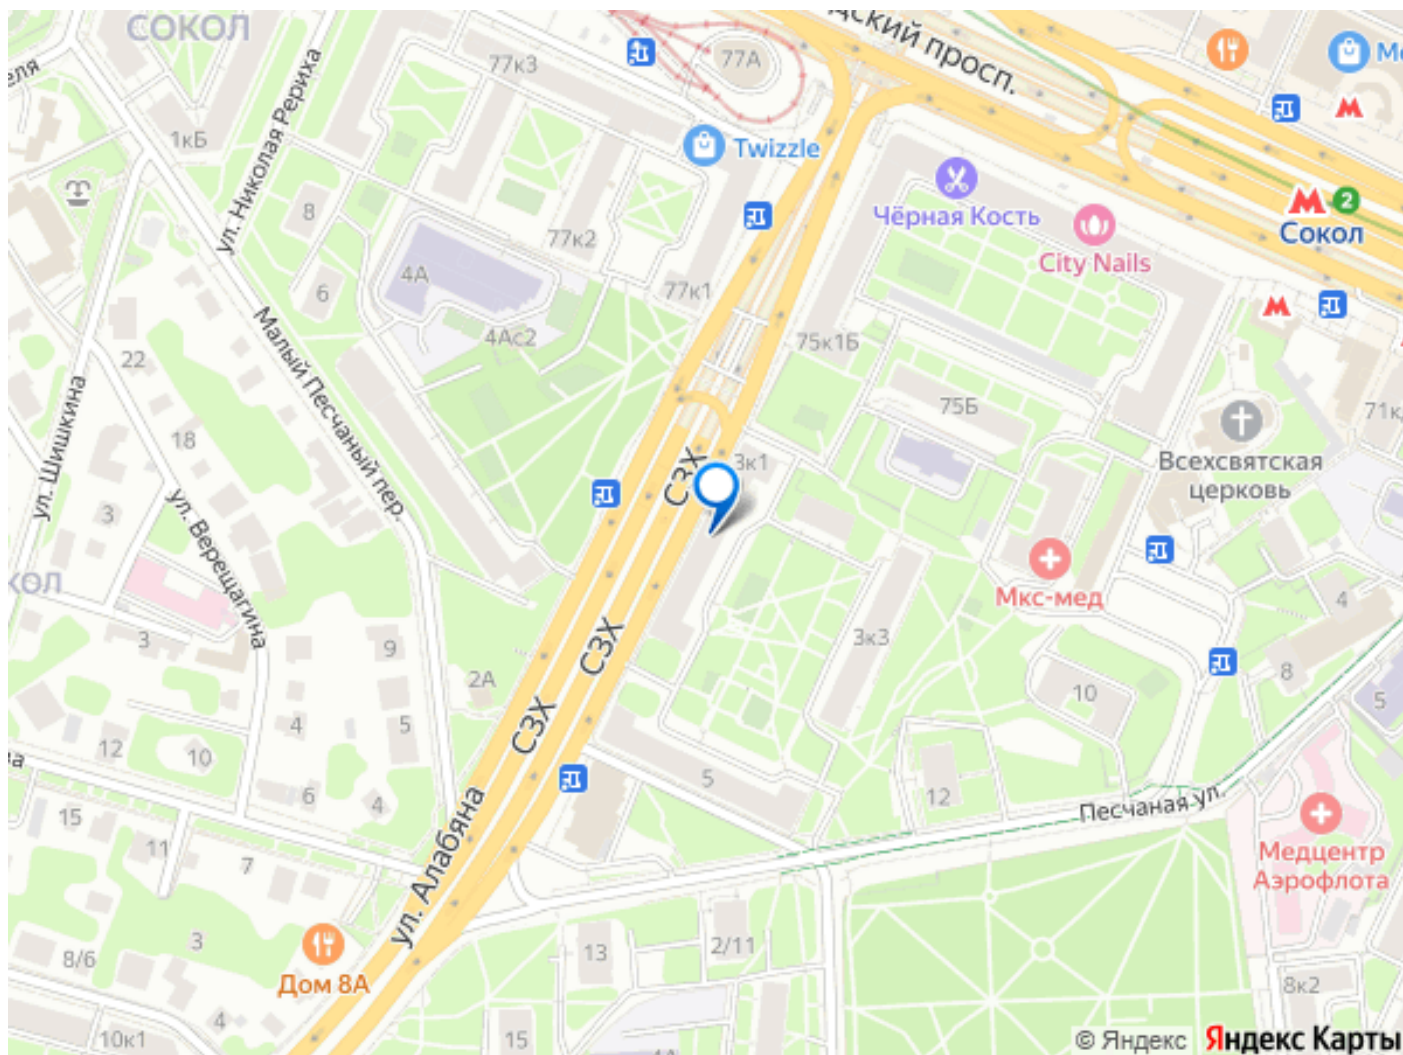 СОКОЛ
дский просп.
77А
77к3
еля
ул. Николая Рериха
1кБ
Twizzle
8
77к2
Чёрная Кость
City Nails
2
Сокол
4А
6
77к1
4Ас2
75к1Б
22
Малый Песчаный пер.
ул. Шишкина
18
75Б
71к
Всехсвятская
церковь
3к1
СЗХ
3
ул. Верещагина
Мкс-мед
3
9
СЗХ
3к3
4
8
2А
10
5
4
5
СЗХ
12
10
5
12
6
4
Песчаная ул.
15
11
7
ул. Алабяна
Медцентр
Аэрофлота
3
8/6
Дом 8А
13
2/11
8к2
4
10к1
15
© Яндекс Яндекс Карты